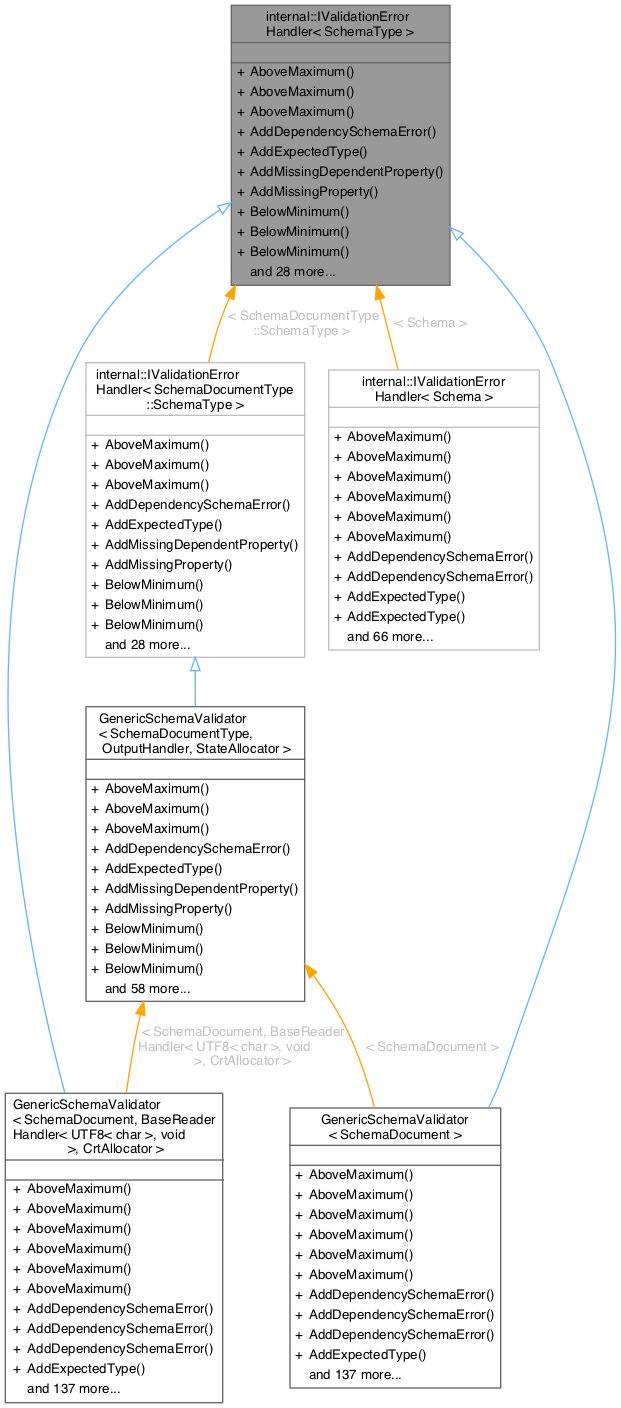 internal::IValidationError
Handler< SchemaType >
+ AboveMaximum()
+ AboveMaximum()
+ AboveMaximum()
+ AddDependencySchemaError()
+ AddExpectedType()
+ AddMissingDependentProperty()
+ AddMissingProperty()
+ BelowMinimum()
+ BelowMinimum()
+ BelowMinimum()
and 28 more...
< SchemaDocumentType
::SchemaType >
< Schema >
internal::IValidationError
Handler< SchemaDocumentType
::SchemaType >
+ AboveMaximum()
+ AboveMaximum()
+ AboveMaximum()
+ AddDependencySchemaError()
+ AddExpectedType()
+ AddMissingDependentProperty()
+ AddMissingProperty()
+ BelowMinimum()
+ BelowMinimum()
+ BelowMinimum()
and 28 more...
internal::IValidationError
Handler< Schema >
+ AboveMaximum()
+ AboveMaximum()
+ AboveMaximum()
+ AboveMaximum()
+ AboveMaximum()
+ AboveMaximum()
+ AddDependencySchemaError()
+ AddDependencySchemaError()
+ AddExpectedType()
+ AddExpectedType()
and 66 more...
GenericSchemaValidator
< SchemaDocumentType,
OutputHandler, StateAllocator >
+ AboveMaximum()
+ AboveMaximum()
+ AboveMaximum()
+ AddDependencySchemaError()
+ AddExpectedType()
+ AddMissingDependentProperty()
+ AddMissingProperty()
+ BelowMinimum()
+ BelowMinimum()
+ BelowMinimum()
and 58 more...
< SchemaDocument, BaseReader
Handler< UTF8< char >, void
>, CrtAllocator >
< SchemaDocument >
GenericSchemaValidator
< SchemaDocument, BaseReader
Handler< UTF8< char >, void
>, CrtAllocator >
+ AboveMaximum()
+ AboveMaximum()
+ AboveMaximum()
+ AboveMaximum()
+ AboveMaximum()
+ AboveMaximum()
+ AddDependencySchemaError()
+ AddDependencySchemaError()
+ AddDependencySchemaError()
+ AddExpectedType()
and 137 more...
GenericSchemaValidator
< SchemaDocument >
+ AboveMaximum()
+ AboveMaximum()
+ AboveMaximum()
+ AboveMaximum()
+ AboveMaximum()
+ AboveMaximum()
+ AddDependencySchemaError()
+ AddDependencySchemaError()
+ AddDependencySchemaError()
+ AddExpectedType()
and 137 more...